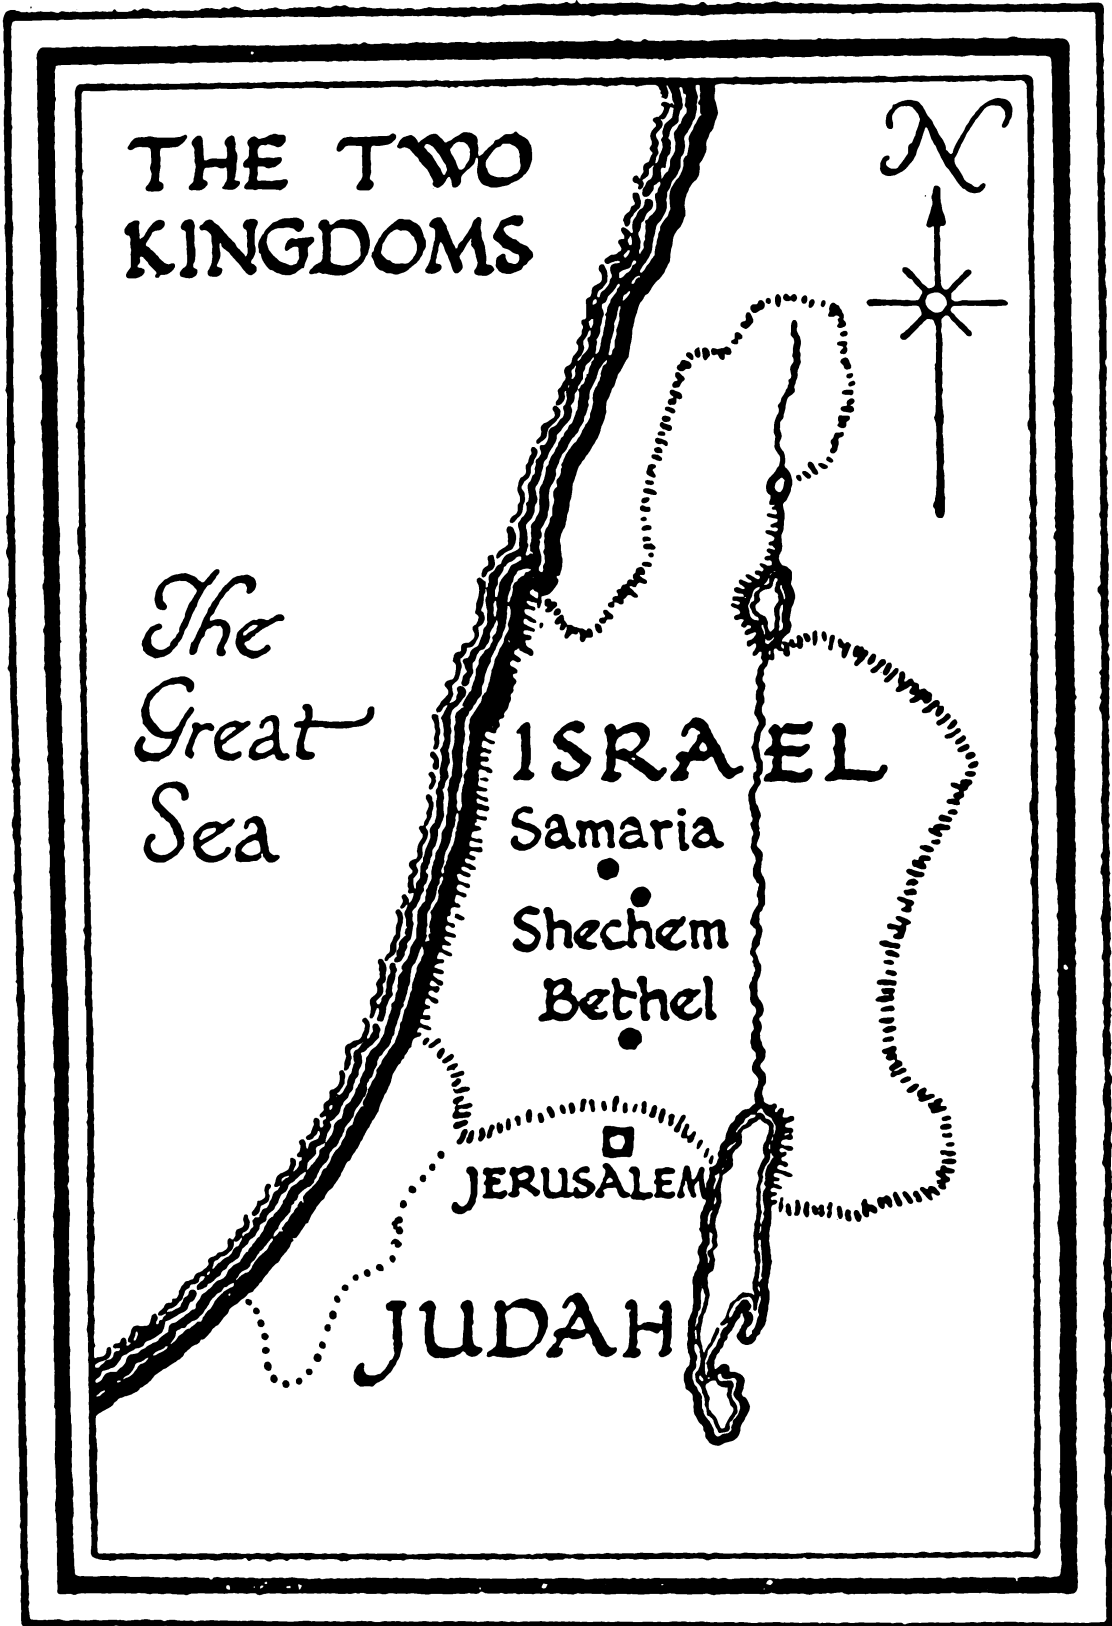 THE TWO
KINGDOMS
N
The
Great
Sea
ISRAEL
Samaria
Shechem
Bethel
JERUSALEM
JUDAH